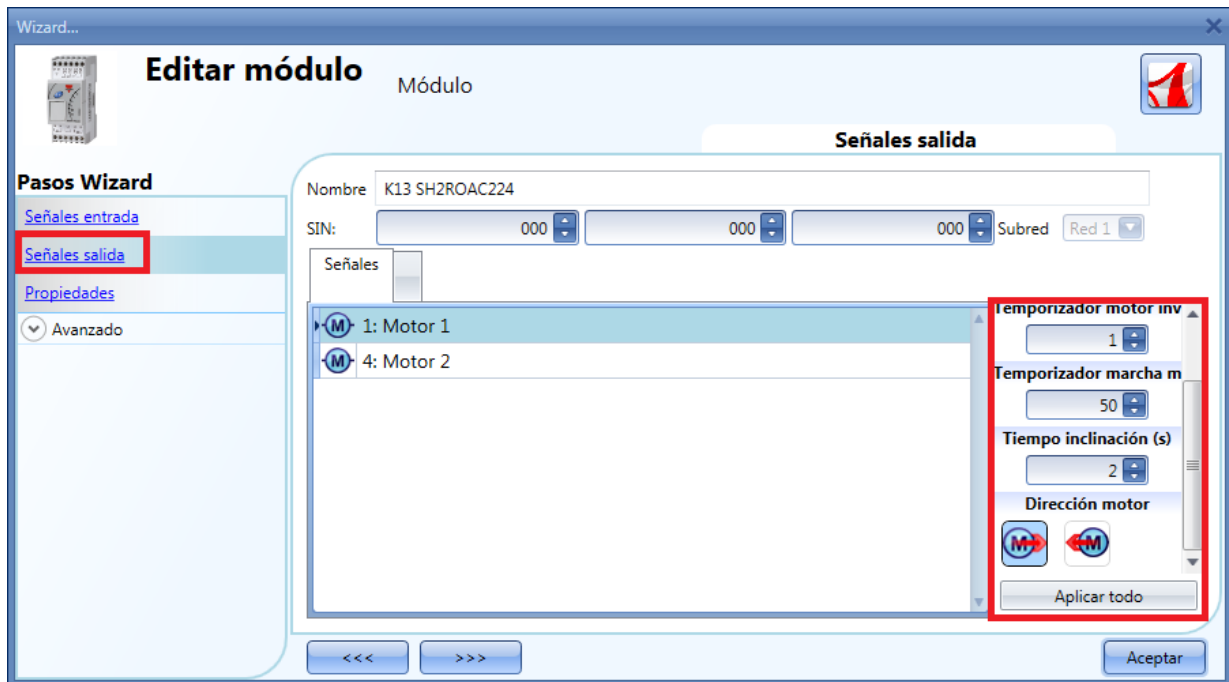 Wizard...
Editar módulo
Módulo
Señales salida
Pasos Wizard
Señales entrada
Señales salida
Propiedades
Avanzado
Nombre K13 SH2ROAC224
SIN: 000 000 000 Subred Red 1
Señales
1: Motor 1
4: Motor 2
Temporizador motor inv
1
Temporizador marcha m
50
Tiempo inclinación (s)
2
Dirección motor
M M
Aplicar todo
<<< >>> Aceptar